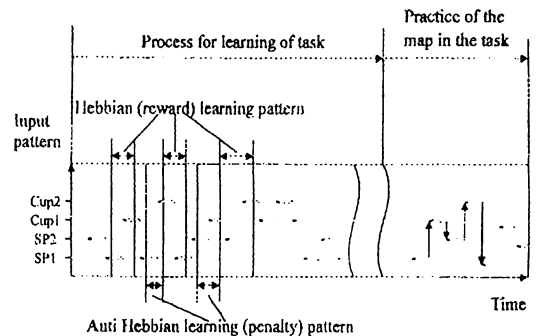 Practice of the
map in the task
Process for learning of task
Hebbian (reward) learning pattern
Input
pattern
Cup2
Cup1
SP2
SP1
Time
Anti Hebbian learning (penalty) pattern